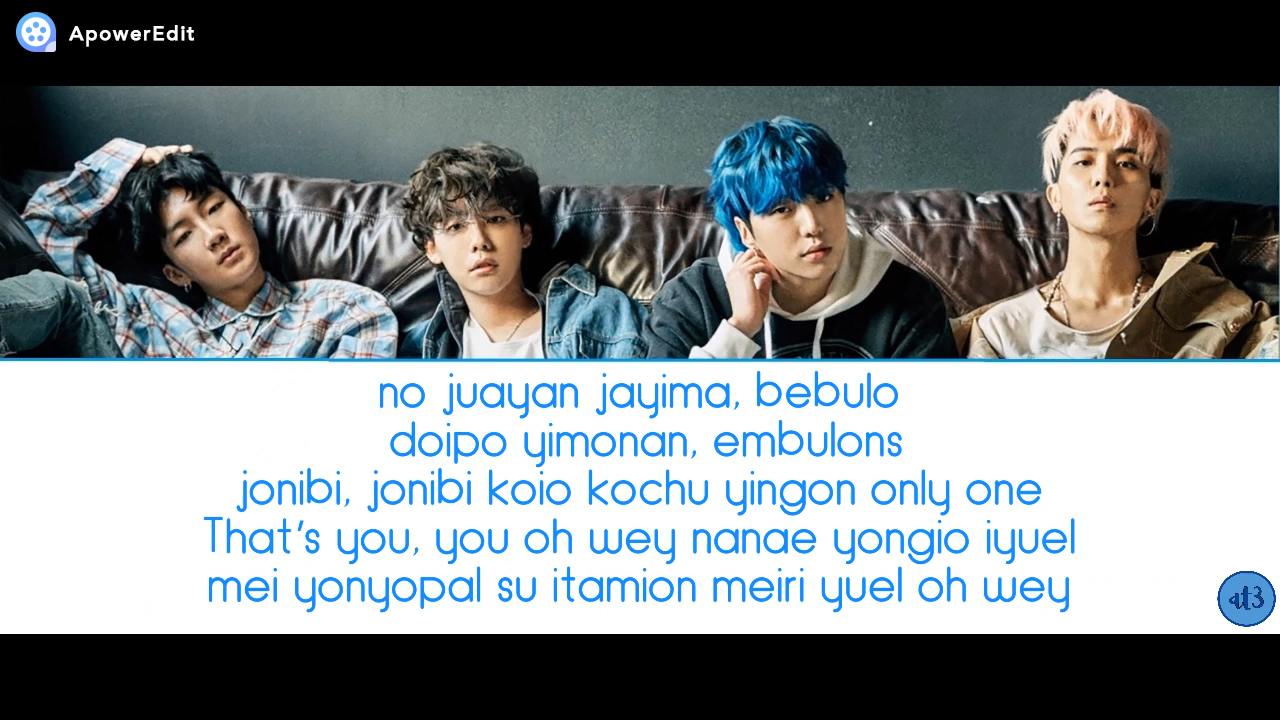 ApowerEdit
no juayan jayima, bebulo
doipo yimonan, embulons
jonibi, jonibi koio kochu yingon only one
That's you, you oh wey nanae yongio iyuel
mei yonyopal su itamion meiri yuel oh wey
at3